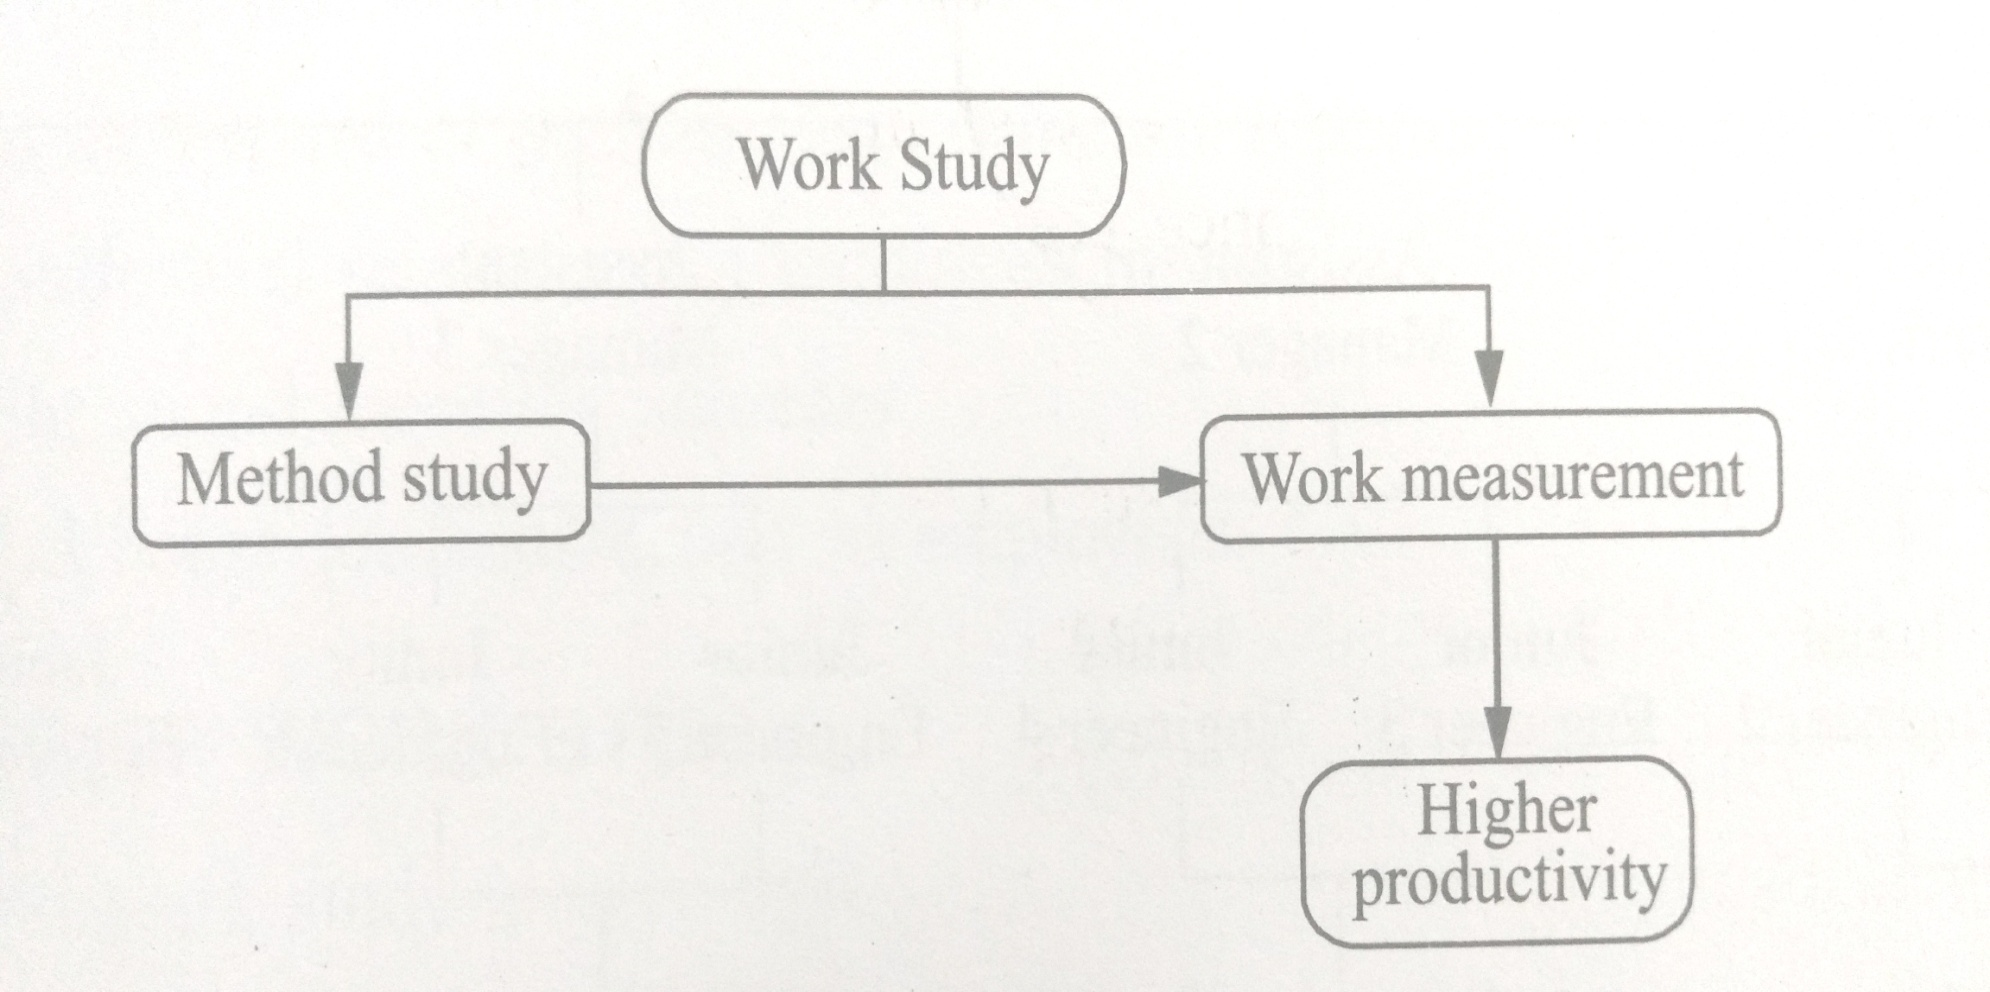 Work Study
Method study
Work measurement
Higher
productivity